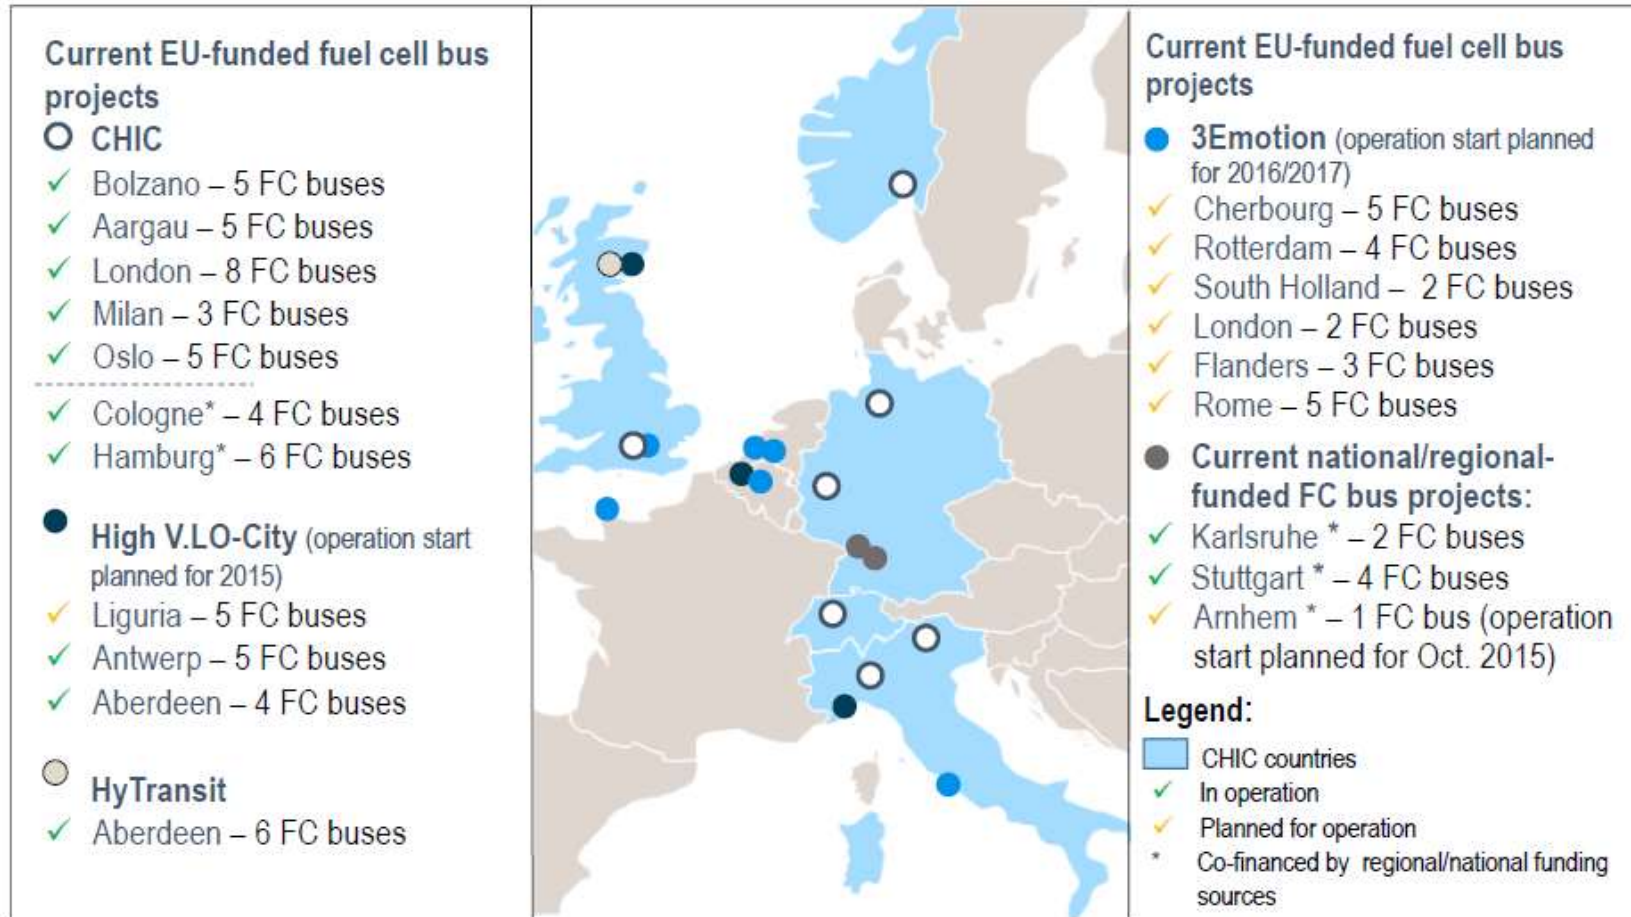 Current EU-funded fuel cell bus
projects
CHIC
✓ Bolzano – 5 FC buses
✓ Aargau – 5 FC buses
✓ London – 8 FC buses
✓ Milan – 3 FC buses
✓ Oslo – 5 FC buses
✓ Cologne* – 4 FC buses
✓ Hamburg* – 6 FC buses
High V.LO-City (operation start
planned for 2015)
✓ Liguria – 5 FC buses
✓ Antwerp – 5 FC buses
✓ Aberdeen – 4 FC buses
HyTransit
✓ Aberdeen – 6 FC buses
Current EU-funded fuel cell bus
projects
3Emotion (operation start planned
for 2016/2017)
✓ Cherbourg – 5 FC buses
✓ Rotterdam – 4 FC buses
✓ South Holland – 2 FC buses
✓ London – 2 FC buses
✓ Flanders – 3 FC buses
✓ Rome – 5 FC buses
Current national/regional-
funded FC bus projects:
✓ Karlsruhe * – 2 FC buses
✓ Stuttgart * – 4 FC buses
✓ Arnhem * – 1 FC bus (operation
start planned for Oct. 2015)
Legend:
CHIC countries
✓ In operation
✓ Planned for operation
* Co-financed by regional/national funding
sources